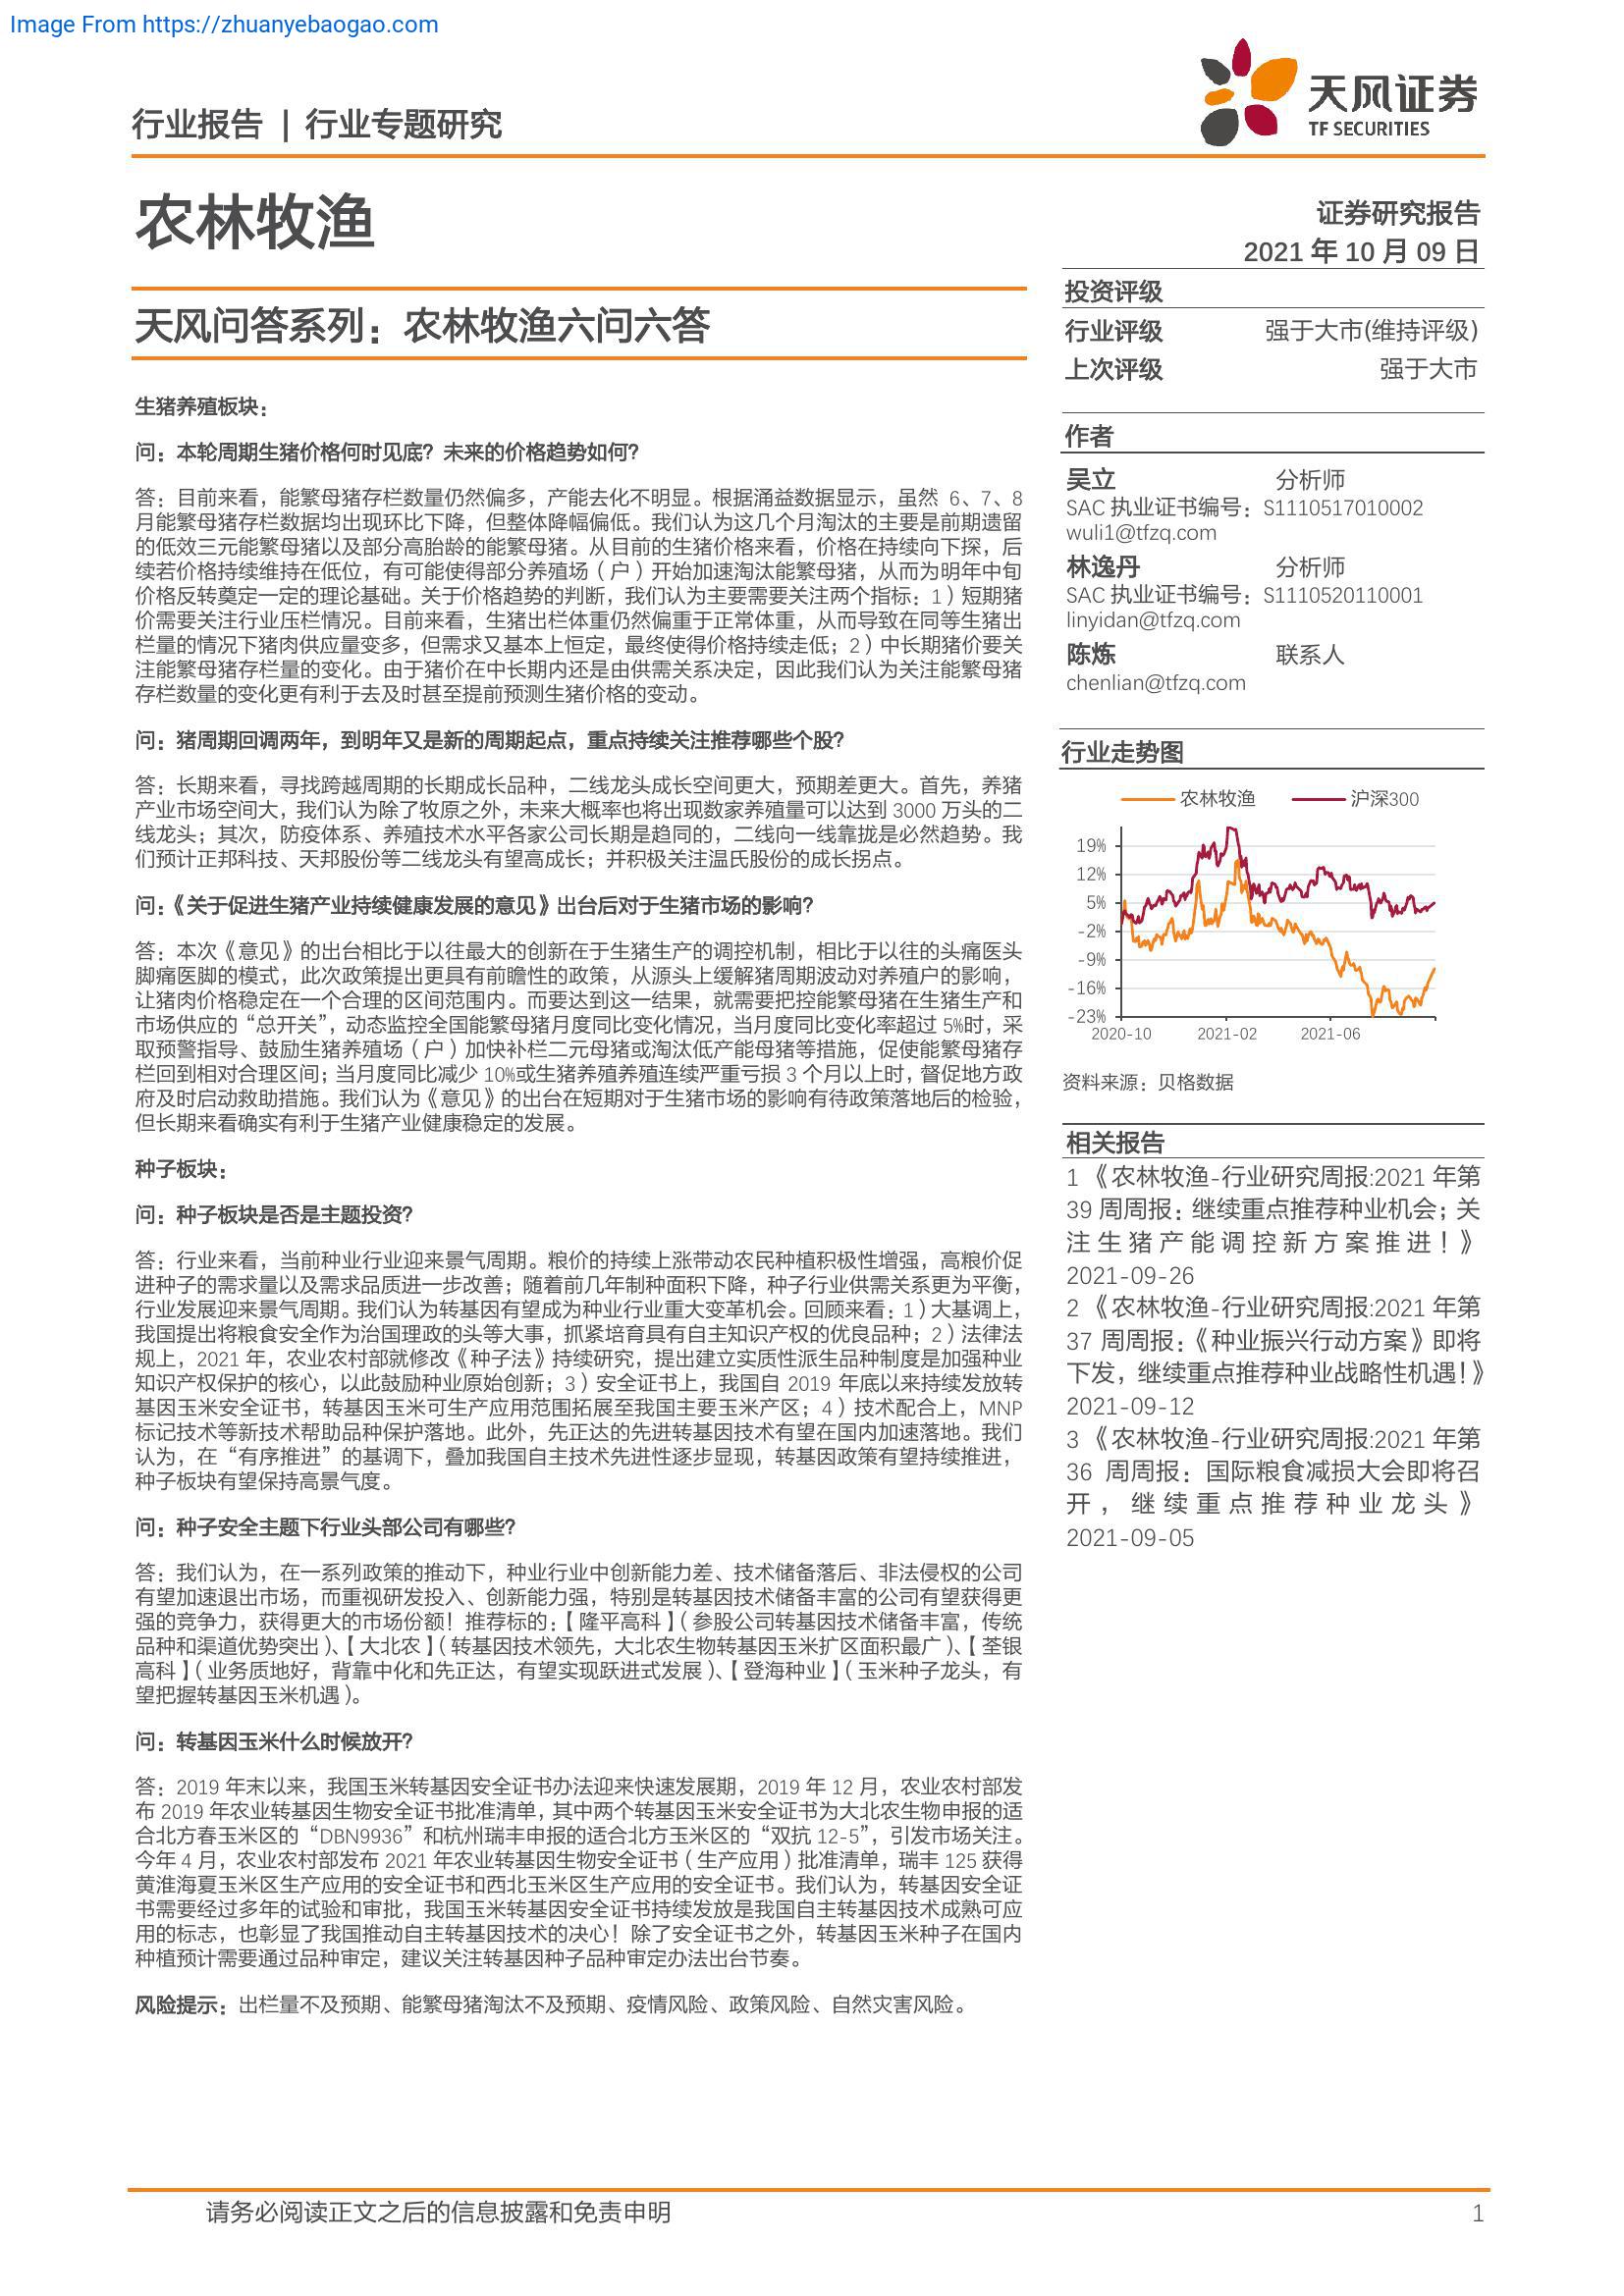 Image From https://zhuanyebaogao.com
行业报告 | 行业专题研究
天风证券
TF SECURITIES
农林牧渔
天风问答系列：农林牧渔六问六答
生猪养殖板块：
问：本轮周期生猪价格何时见底？未来的价格趋势如何？
答：目前来看，能繁母猪存栏数量仍然偏多，产能去化不明显。根据涌益数据显示，虽然 6、7、8
月能繁母猪存栏数据均出现环比下降，但整体降幅偏低。我们认为这几个月淘汰的主要是前期遗留
的低效三元能繁母猪以及部分高胎龄的能繁母猪。从目前的生猪价格来看，价格在持续向下探，后
续若价格持续维持在低位，有可能使得部分养殖场（户）开始加速淘汰能繁母猪，从而为明年中旬
价格反转奠定一定的理论基础。关于价格趋势的判断，我们认为主要需要关注两个指标：1）短期猪
价需要关注行业压栏情况。目前来看，生猪出栏体重仍然偏重于正常体重，从而导致在同等生猪出
栏量的情况下猪肉供应量变多，但需求又基本上恒定，最终使得价格持续走低；2）中长期猪价要关
注能繁母猪存栏量的变化。由于猪价在中长期内还是由供需关系决定，因此我们认为关注能繁母猪
存栏数量的变化更有利于去及时甚至提前预测生猪价格的变动。
问：猪周期回调两年，到明年又是新的周期起点，重点持续关注推荐哪些个股？
答：长期来看，寻找跨越周期的长期成长品种，二线龙头成长空间更大，预期差更大。首先，养猪
产业市场空间大，我们认为除了牧原之外，未来大概率也将出现数家养殖量可以达到 3000 万头的二
线龙头；其次，防疫体系、养殖技术水平各家公司长期是趋同的，二线向一线靠拢是必然趋势。我
们预计正邦科技、天邦股份等二线龙头有望高成长；并积极关注温氏股份的成长拐点。
问：《关于促进生猪产业持续健康发展的意见》出台后对于生猪市场的影响？
答：本次《意见》的出台相比于以往最大的创新在于生猪生产的调控机制，相比于以往的头痛医头
脚痛医脚的模式，此次政策提出更具有前瞻性的政策，从源头上缓解猪周期波动对养殖户的影响，
让猪肉价格稳定在一个合理的区间范围内。而要达到这一结果，就需要把控能繁母猪在生猪生产和
市场供应的“总开关”，动态监控全国能繁母猪月度同比变化情况，当月度同比变化率超过 5%时，采
取预警指导、鼓励生猪养殖场（户）加快补栏二元母猪或淘汰低产能母猪等措施，促使能繁母猪存
栏回到相对合理区间；当月度同比减少 10%或生猪养殖养殖连续严重亏损 3 个月以上时，督促地方政
府及时启动救助措施。我们认为《意见》的出台在短期对于生猪市场的影响有待政策落地后的检验，
但长期来看确实有利于生猪产业健康稳定的发展。
种子板块：
问：种子板块是否是主题投资？
答：行业来看，当前种业行业迎来景气周期。粮价的持续上涨带动农民种植积极性增强，高粮价促
进种子的需求量以及需求品质进一步改善；随着前几年制种面积下降，种子行业供需关系更为平衡，
行业发展迎来景气周期。我们认为转基因有望成为种业行业重大变革机会。回顾来看：1）大基调上，
我国提出将粮食安全作为治国理政的头等大事，抓紧培育具有自主知识产权的优良品种；2）法律法
规上，2021 年，农业农村部就修改《种子法》持续研究，提出建立实质性派生品种制度是加强种业
知识产权保护的核心，以此鼓励种业原始创新；3）安全证书上，我国自 2019 年底以来持续发放转
基因玉米安全证书，转基因玉米可生产应用范围拓展至我国主要玉米产区；4）技术配合上，MNP
标记技术等新技术帮助品种保护落地。此外，先正达的先进转基因技术有望在国内加速落地。我们
认为，在“有序推进”的基调下，叠加我国自主技术先进性逐步显现，转基因政策有望持续推进，
种子板块有望保持高景气度。
问：种子安全主题下行业头部公司有哪些？
答：我们认为，在一系列政策的推动下，种业行业中创新能力差、技术储备落后、非法侵权的公司
有望加速退出市场，而重视研发投入、创新能力强，特别是转基因技术储备丰富的公司有望获得更
强的竞争力，获得更大的市场份额！推荐标的：【隆平高科】（参股公司转基因技术储备丰富，传统
品种和渠道优势突出）、【大北农】（转基因技术领先，大北农生物转基因玉米扩区面积最广）、【荃银
高科】（业务质地好，背靠中化和先正达，有望实现跃进式发展）、【登海种业】（玉米种子龙头，有
望把握转基因玉米机遇）。
问：转基因玉米什么时候放开？
答：2019 年末以来，我国玉米转基因安全证书办法迎来快速发展期，2019 年 12 月，农业农村部发
布 2019 年农业转基因生物安全证书批准清单，其中两个转基因玉米安全证书为大北农生物申报的适
合北方春玉米区的“DBN9936”和杭州瑞丰申报的适合北方玉米区的“双抗 12-5”，引发市场关注。
今年 4 月，农业农村部发布 2021 年农业转基因生物安全证书（生产应用）批准清单，瑞丰 125 获得
黄淮海夏玉米区生产应用的安全证书和西北玉米区生产应用的安全证书。我们认为，转基因安全证
书需要经过多年的试验和审批，我国玉米转基因安全证书持续发放是我国自主转基因技术成熟可应
用的标志，也彰显了我国推动自主转基因技术的决心！除了安全证书之外，转基因玉米种子在国内
种植预计需要通过品种审定，建议关注转基因种子品种审定办法出台节奏。
风险提示：出栏量不及预期、能繁母猪淘汰不及预期、疫情风险、政策风险、自然灾害风险。
证券研究报告
2021 年 10 月 09 日
投资评级
行业评级 强于大市(维持评级)
上次评级 强于大市
作者
吴立 分析师
SAC 执业证书编号：S1110517010002
wuli1@tfzq.com
林逸丹 分析师
SAC 执业证书编号：S1110520110001
linyidan@tfzq.com
陈炼 联系人
chenlian@tfzq.com
行业走势图
农林牧渔 沪深300
19%
12%
5%
-2%
-9%
-16%
-23%
2020-10 2021-02 2021-06
资料来源：贝格数据
相关报告
1 《农林牧渔-行业研究周报:2021 年第
39 周周报：继续重点推荐种业机会；关
注生猪产能调控新方案推进！》
2021-09-26
2 《农林牧渔-行业研究周报:2021 年第
37 周周报：《种业振兴行动方案》即将
下发，继续重点推荐种业战略性机遇！》
2021-09-12
3 《农林牧渔-行业研究周报:2021 年第
36 周周报：国际粮食减损大会即将召
开，继续重点推荐种业龙头》
2021-09-05
请务必阅读正文之后的信息披露和免责申明 1